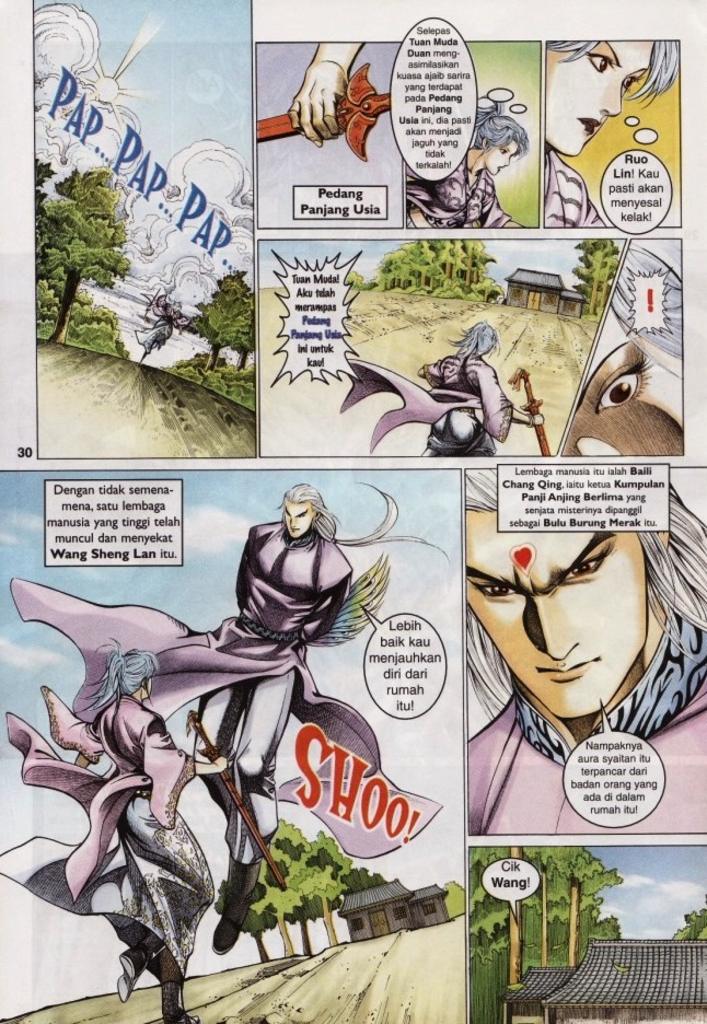 PAP... PAP... PAP...
Pedang
Panjang Usia
Selepas
Tuan Muda
Duan meng-
asimilasikan
kuasa ajaib sarira
yang terdapat
pada Pedang
Panjang
Usia ini, dia pasti
akan menjadi
jaguh yang
tidak
terkalah!
Ruo
Lin! Kau
pasti akan
menyesal
kelak!
Tuan Muda!
Aku telah
merampas
Pedang
Panjang Usia
ini untuk
kau!
!
30
Dengan tidak semena-
mena, satu lembaga
manusia yang tinggi telah
muncul dan menyekat
Wang Sheng Lan itu.
Lebih
baik kau
menjauhkan
diri dari
rumah
itu!
SHOO!
Lembaga manusia itu ialah Baili
Chang Qing, iaitu ketua Kumpulan
Panji Anjing Berlima yang
senjata misterinya dipanggil
sebagai Bulu Burung Merak itu.
Nampaknya
aura syaitan itu
terpancar dari
badan orang yang
ada di dalam
rumah itu!
Cik
Wang!